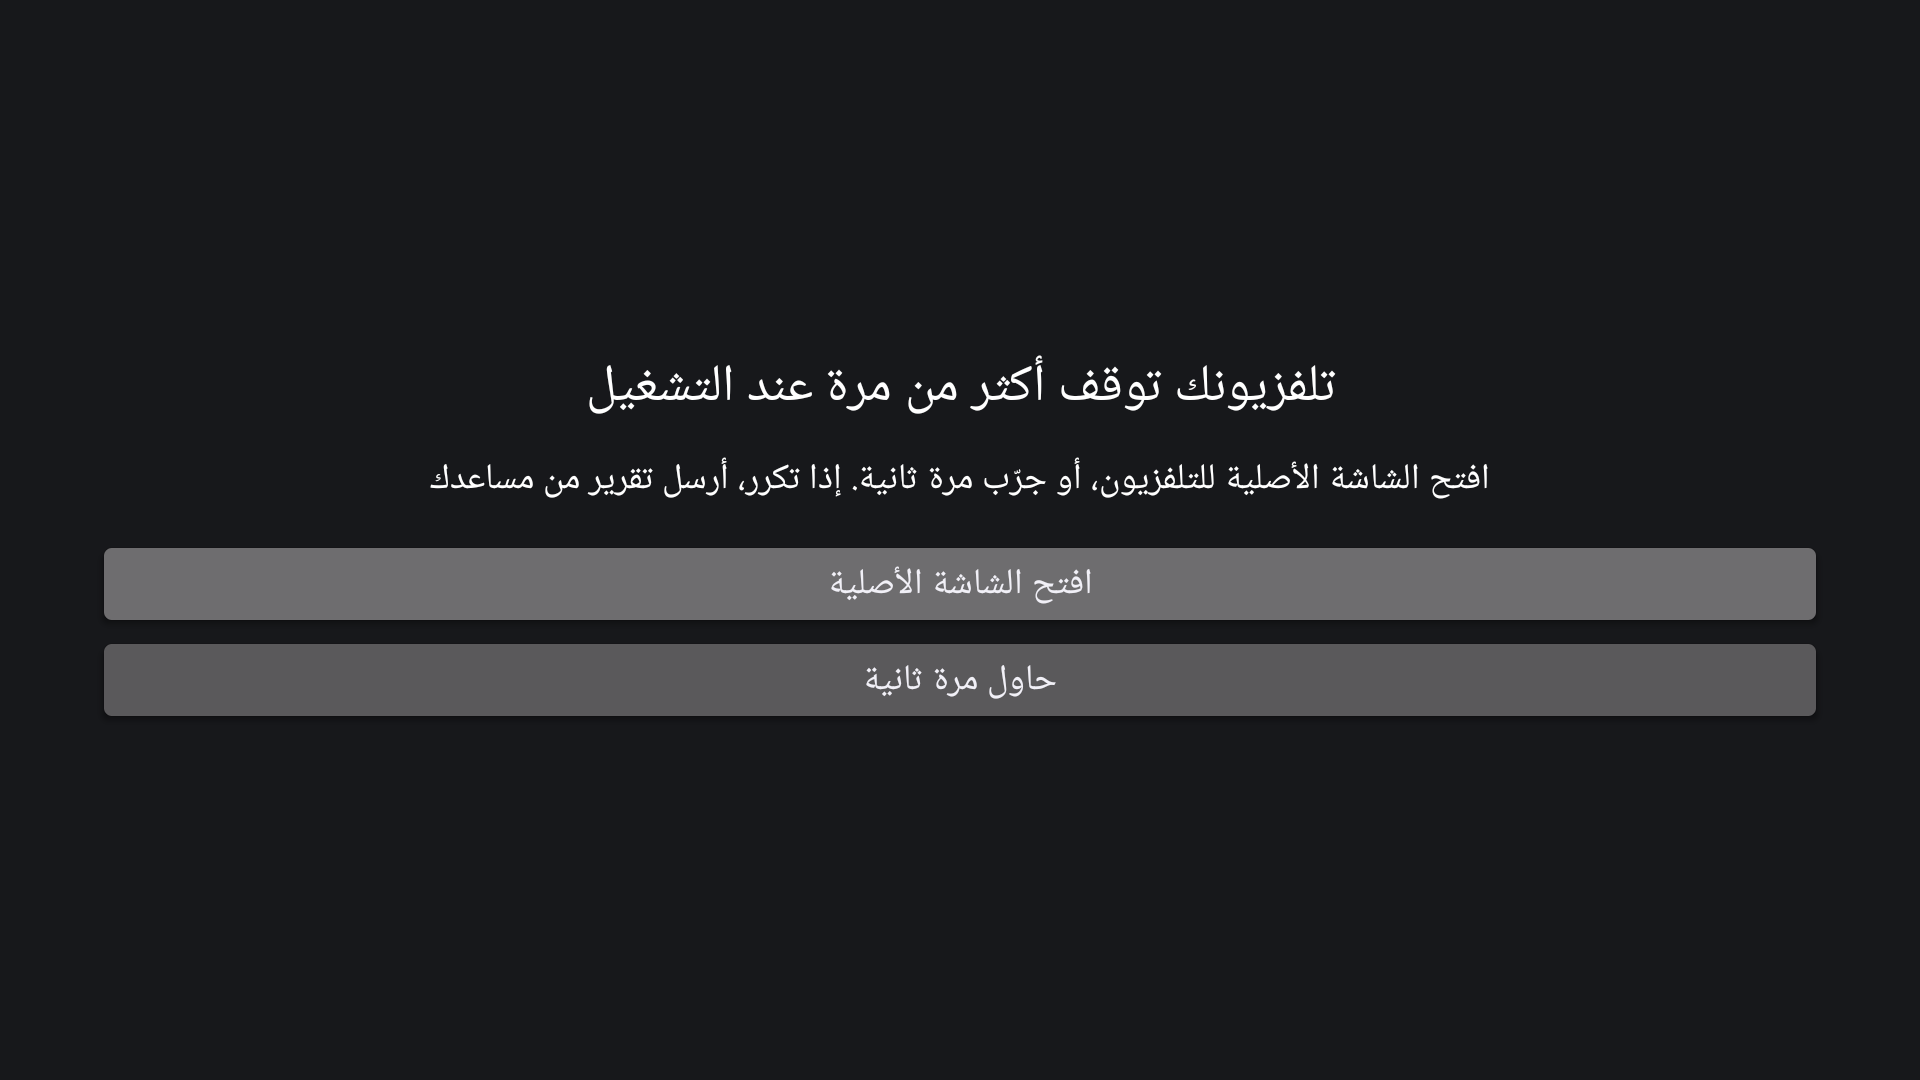 تلفزيونك توقف أكثر من مرة عند التشغيل
افتح الشاشة الأصلية للتلفزيون، أو جرّب مرة ثانية. إذا تكرر، أرسل تقرير من مساعدك
افتح الشاشة الأصلية
حاول مرة ثانية